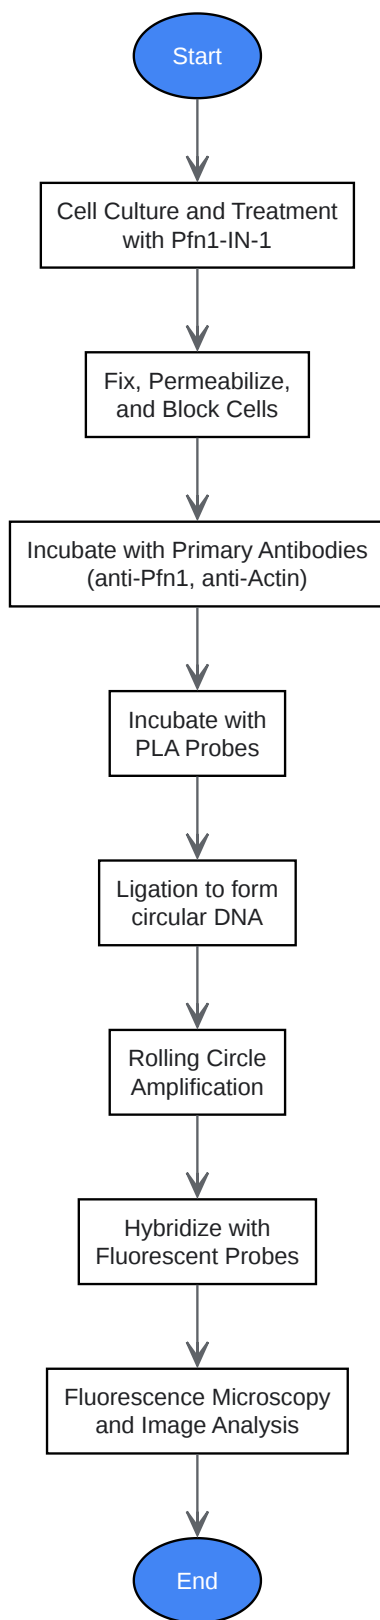 Start
Cell Culture and Treatment
with Pfn1-IN-1
Fix, Permeabilize,
and Block Cells
Incubate with Primary Antibodies
(anti-Pfn1, anti-Actin)
Incubate with
PLA Probes
Ligation to form
circular DNA
Rolling Circle
Amplification
Hybridize with
Fluorescent Probes
Fluorescence Microscopy
and Image Analysis
End